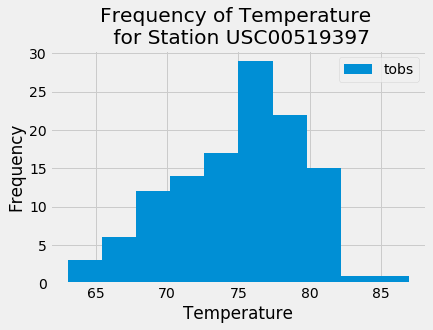 Frequency of Temperature
for Station USC00519397
tobs
Frequency
30
25
20
15
10
5
0
65 70 75 80 85
Temperature